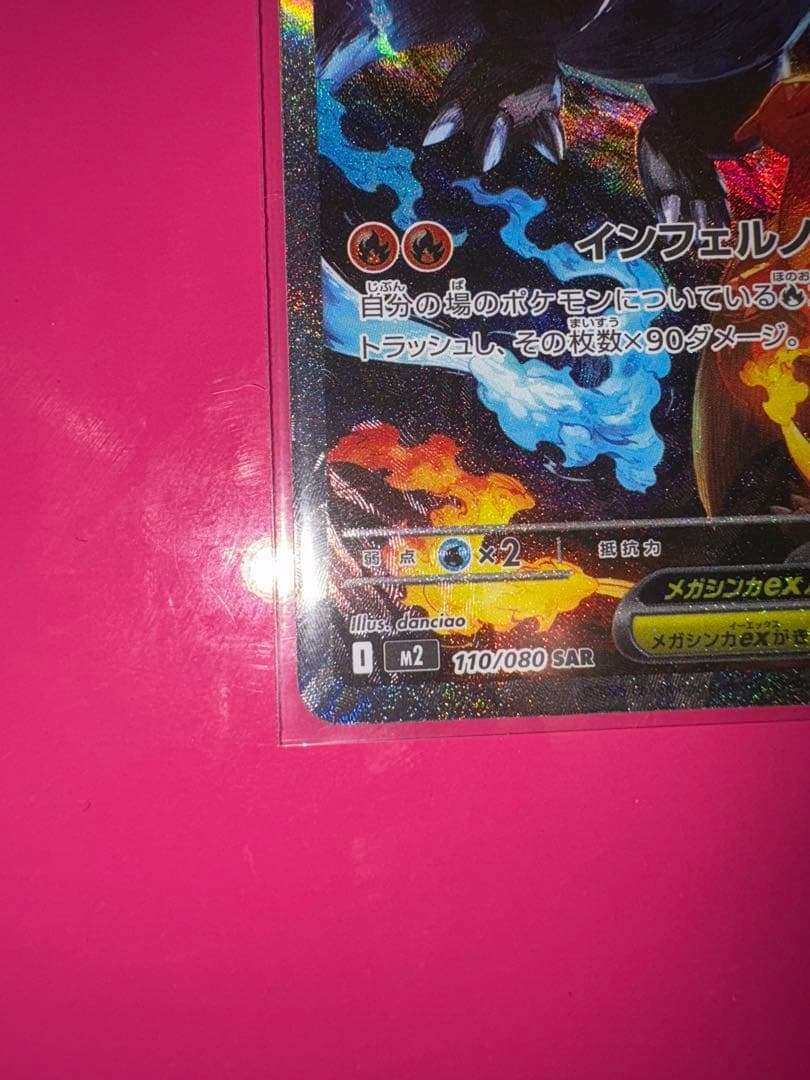 インフェルノ
じぶん ば ほのお
自分の場のポケモンについている
まいすう
トラッシュし、その枚数×90ダメージ。
弱点 ×2 抵抗力
メガシンカex
イーエックス
メガシンカexがき
Illus. danciao
I M2 110/080 SAR